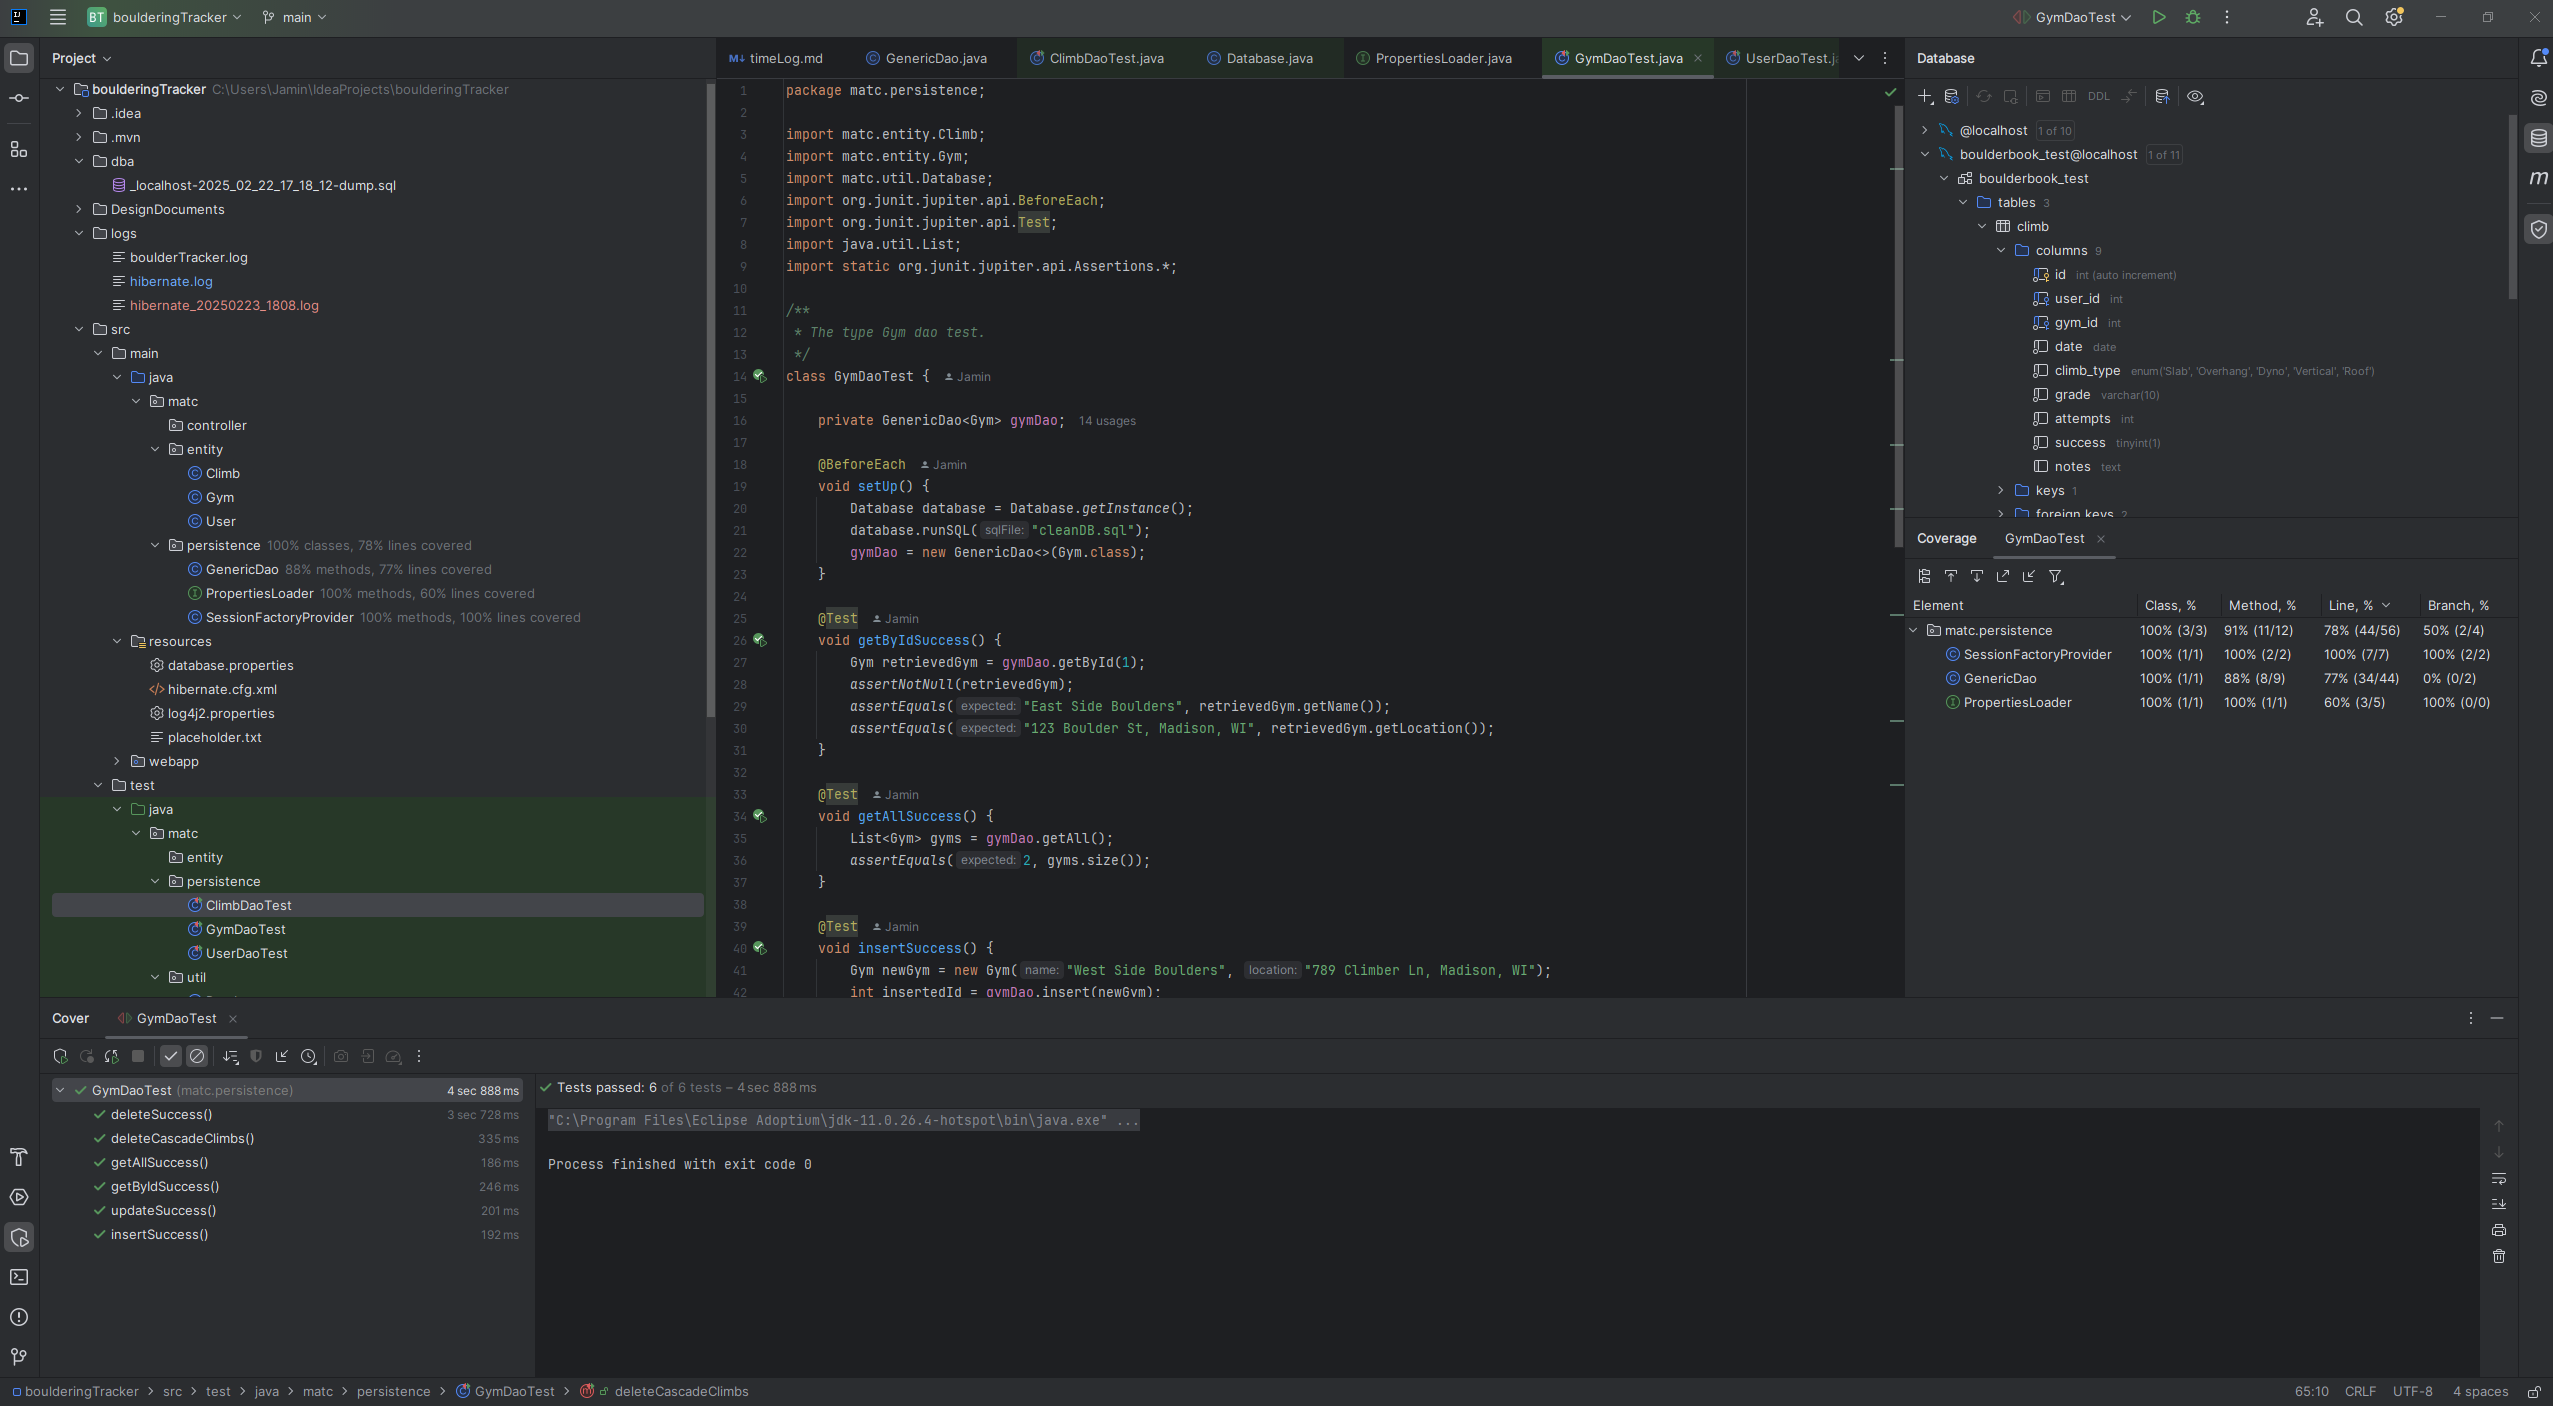 BT boulderingTracker main GymDaoTest
Project
boulderingTracker C:\Users\Jamin\IdeaProjects\boulderingTracker
.idea
.mvn
dba
_localhost-2025_02_22_17_18_12-dump.sql
DesignDocuments
logs
boulderTracker.log
hibernate.log
hibernate_20250223_1808.log
src
main
java
matc
controller
entity
Climb
Gym
User
persistence 100% classes, 78% lines covered
GenericDao 88% methods, 77% lines covered
PropertiesLoader 100% methods, 60% lines covered
SessionFactoryProvider 100% methods, 100% lines covered
resources
database.properties
hibernate.cfg.xml
log4j2.properties
placeholder.txt
webapp
test
java
matc
entity
persistence
ClimbDaoTest
GymDaoTest
UserDaoTest
util
timeLog.md GenericDao.java ClimbDaoTest.java Database.java PropertiesLoader.java GymDaoTest.java UserDaoTest.j
1 package matc.persistence;
2
3 import matc.entity.Climb;
4 import matc.entity.Gym;
5 import matc.util.Database;
6 import org.junit.jupiter.api.BeforeEach;
7 import org.junit.jupiter.api.Test;
8 import java.util.List;
9 import static org.junit.jupiter.api.Assertions.*;
10
11 /**
12 * The type Gym dao test.
13 */
14 class GymDaoTest { Jamin
15
16 private GenericDao<Gym> gymDao; 14 usages
17
18 @BeforeEach Jamin
19 void setUp() {
20 Database database = Database.getInstance();
21 database.runSQL( sqlFile: "cleanDB.sql");
22 gymDao = new GenericDao<>(Gym.class);
23 }
24
25 @Test Jamin
26 void getByIdSuccess() {
27 Gym retrievedGym = gymDao.getById(1);
28 assertNotNull(retrievedGym);
29 assertEquals( expected: "East Side Boulders", retrievedGym.getName());
30 assertEquals( expected: "123 Boulder St, Madison, WI", retrievedGym.getLocation());
31 }
32
33 @Test Jamin
34 void getAllSuccess() {
35 List<Gym> gyms = gymDao.getAll();
36 assertEquals( expected: 2, gyms.size());
37 }
38
39 @Test Jamin
40 void insertSuccess() {
41 Gym newGym = new Gym( name: "West Side Boulders", location: "789 Climber Ln, Madison, WI");
42 int insertedId = gymDao.insert(newGym);
Database
DDL
@localhost 1 of 10
boulderbook_test@localhost 1 of 11
boulderbook_test
tables 3
climb
columns 9
id int (auto increment)
user_id int
gym_id int
date date
climb_type enum('Slab', 'Overhang', 'Dyno', 'Vertical', 'Roof')
grade varchar(10)
attempts int
success tinyint(1)
notes text
keys 1
foreign keys 2
Coverage GymDaoTest
Element Class, % Method, % Line, % Branch, %
matc.persistence 100% (3/3) 91% (11/12) 78% (44/56) 50% (2/4)
SessionFactoryProvider 100% (1/1) 100% (2/2) 100% (7/7) 100% (2/2)
GenericDao 100% (1/1) 88% (8/9) 77% (34/44) 0% (0/2)
PropertiesLoader 100% (1/1) 100% (1/1) 60% (3/5) 100% (0/0)
m
Cover GymDaoTest
GymDaoTest (matc.persistence) 4 sec 888 ms
deleteSuccess() 3 sec 728 ms
deleteCascadeClimbs() 335 ms
getAllSuccess() 186 ms
getByIdSuccess() 246 ms
updateSuccess() 201 ms
insertSuccess() 192 ms
Tests passed: 6 of 6 tests – 4 sec 888 ms
"C:\Program Files\Eclipse Adoptium\jdk-11.0.26.4-hotspot\bin\java.exe" ...
Process finished with exit code 0
boulderingTracker > src > test > java > matc > persistence > GymDaoTest > deleteCascadeClimbs
65:10 CRLF UTF-8 4 spaces